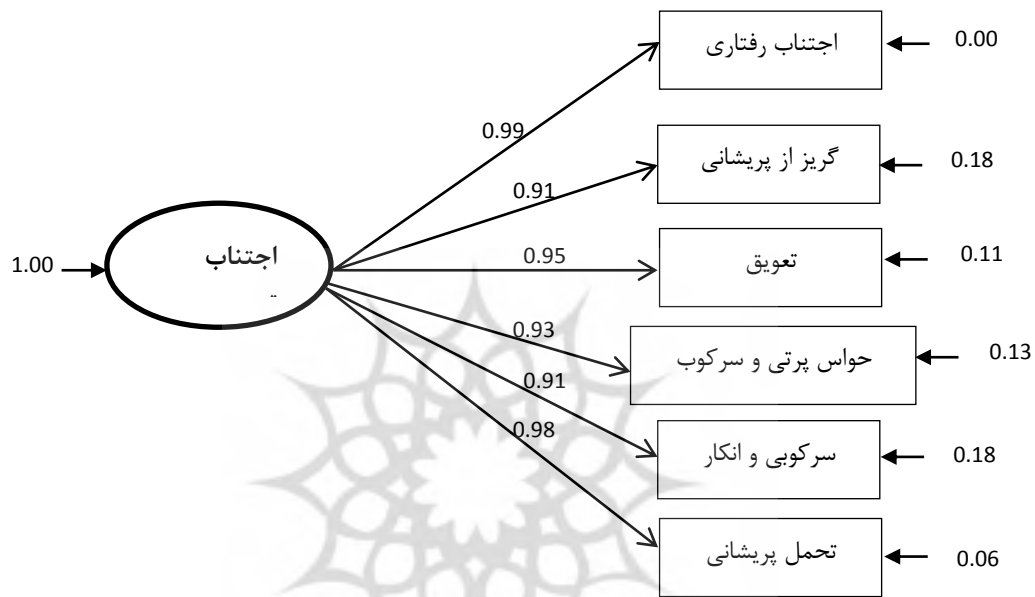 اجتناب رفتاری
0.00
0.99
گریز از پریشانی
0.18
0.91
اجتناب
1.00
0.95
تعویق
0.11
0.93
حواس پرتی و سرکوب
0.13
0.91
سرکوبی و انکار
0.18
0.98
تحمل پریشانی
0.06